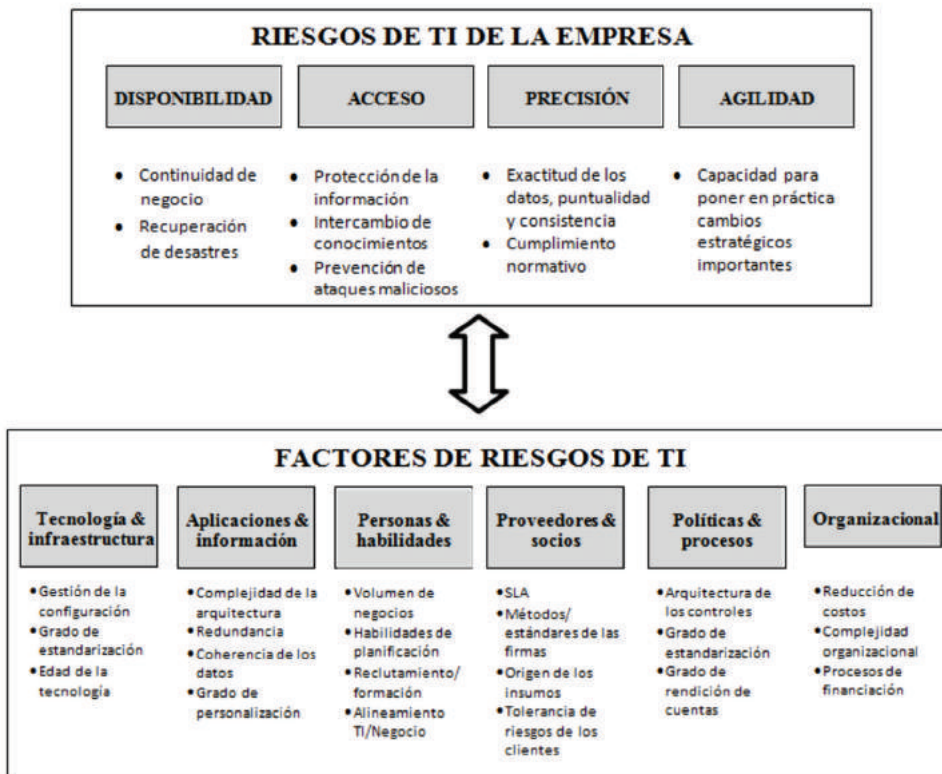 RIESGOS DE TI DE LA EMPRESA
DISPONIBILIDAD
• Continuidad de
negocio
• Recuperación
de desastres
ACCESO
• Protección de la
información
• Intercambio de
conocimientos
• Prevención de
ataques maliciosos
PRECISIÓN
• Exactitud de los
datos, puntualidad
y consistencia
• Cumplimiento
normativo
AGILIDAD
• Capacidad para
poner en práctica
cambios
estratégicos
importantes
FACTORES DE RIESGOS DE TI
Tecnología &
infraestructura
• Gestión de la
configuración
• Grado de
estandarización
• Edad de la
tecnología
Aplicaciones &
información
• Complejidad de la
arquitectura
• Redundancia
• Coherencia de los
datos
• Grado de
personalización
Personas &
habilidades
• Volumen de
negocios
• Habilidades de
planificación
• Reclutamiento/
formación
• Alineamiento
TI/Negocio
Proveedores &
socios
• SLA
• Métodos/
estándares de las
firmas
• Origen de los
insumos
• Tolerancia de
riesgos de los
clientes
Políticas &
procesos
• Arquitectura de
los controles
• Grado de
estandarización
• Grado de
rendición de
cuentas
Organizacional
• Reducción de
costos
• Complejidad
organizacional
• Procesos de
financiación